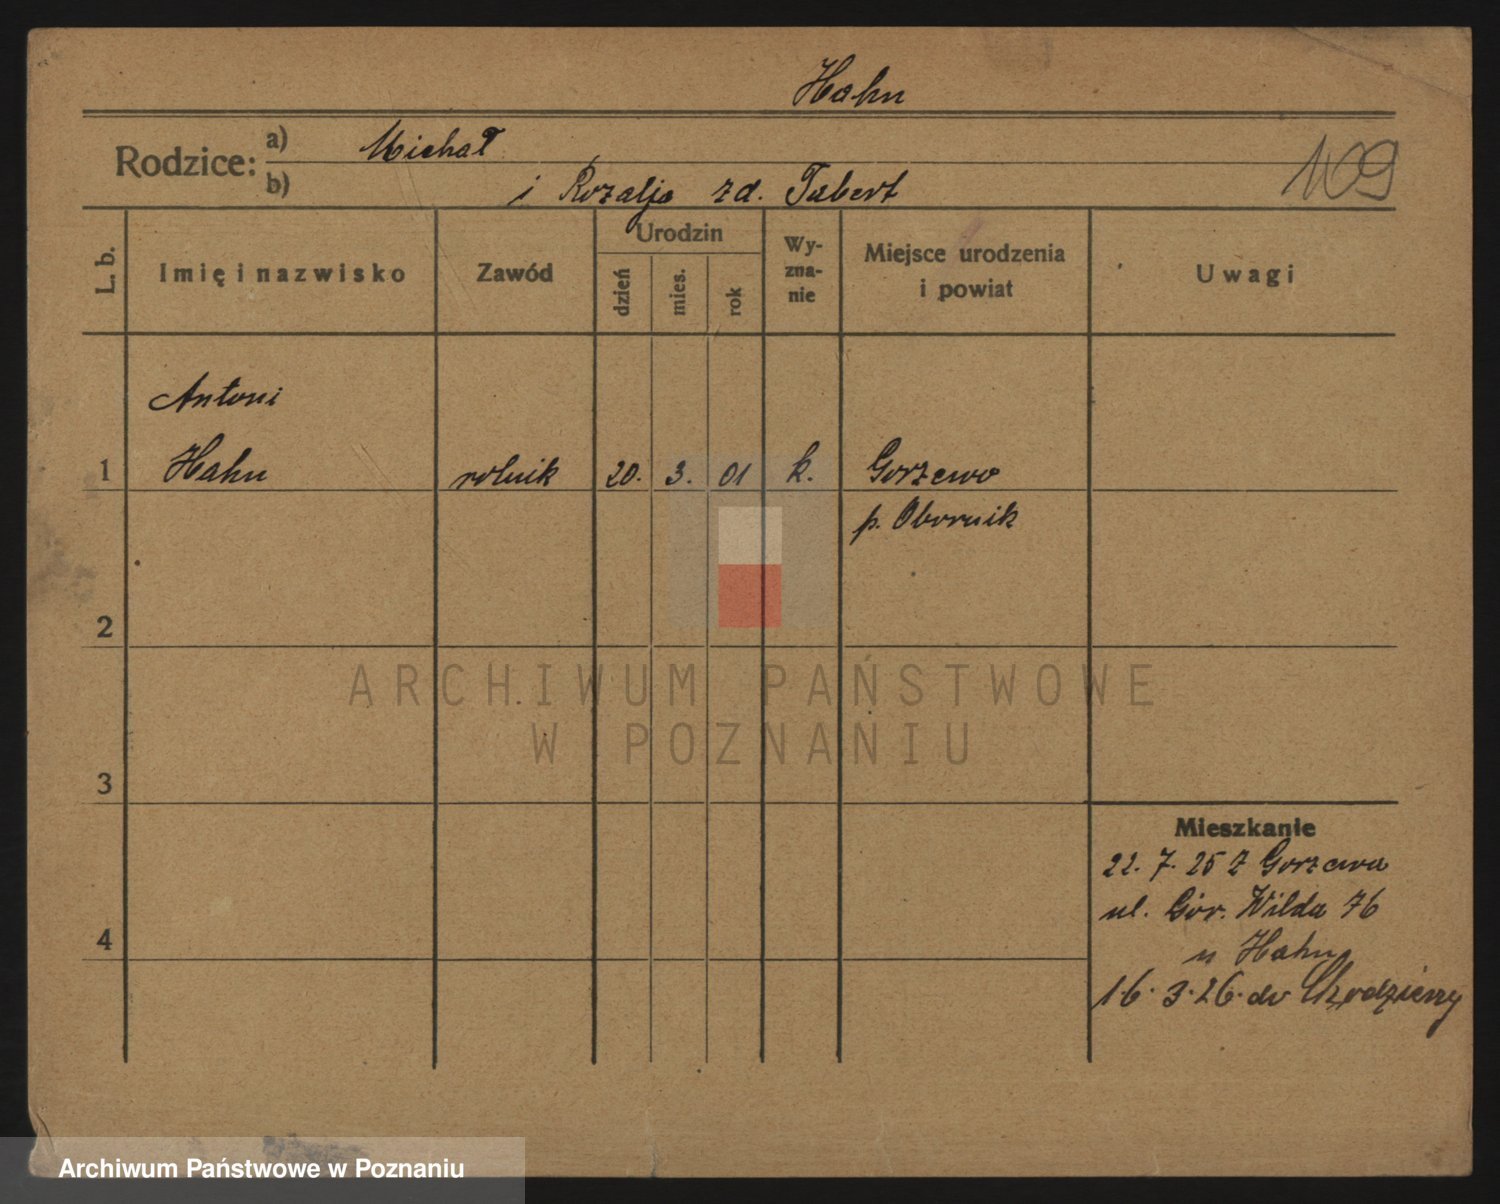 Hahn
Rodzice:
a) Michał
b) i Rozalja zd. Tabert
109
L. b.
Imię i nazwisko
Zawód
Urodzin
dzień
mies.
rok
Wy-
zna-
nie
Miejsce urodzenia
i powiat
Uwagi
Antoni
1 Hahn rolnik 20. 3. 01 k. Gorzewo
p. Obornik
2
ARCHIWUM PAŃSTWOWE
W POZNANIU
3
Mieszkanie
22. 7. 25 z Gorzewa
ul. Gór. Wilda 76
4
u Hahn
16. 3. 26. do
Archiwum Państwowe w Poznaniu